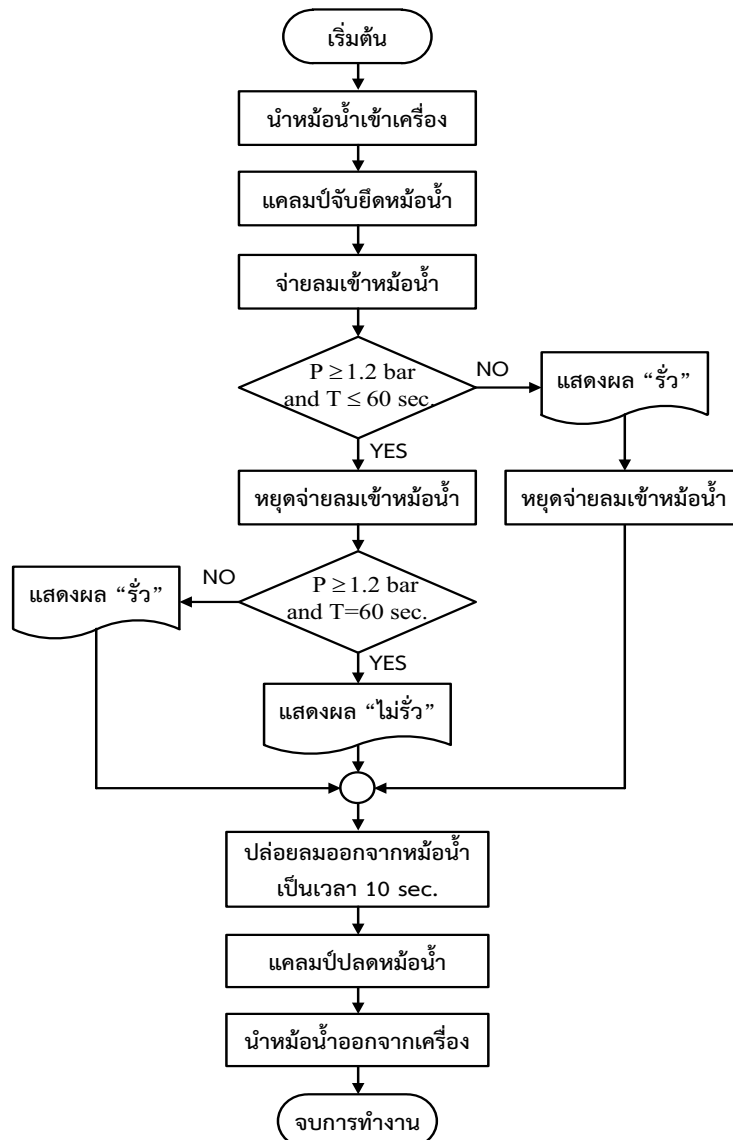 เริ่มต้น
นำหม้อน้ำเข้าเครื่อง
แคลมป์จับยึดหม้อน้ำ
จ่ายลมเข้าหม้อน้ำ
P ≥ 1.2 bar
and T ≤ 60 sec.
NO
แสดงผล “รั่ว”
YES
หยุดจ่ายลมเข้าหม้อน้ำ
หยุดจ่ายลมเข้าหม้อน้ำ
P ≥ 1.2 bar
and T=60 sec.
NO
แสดงผล “รั่ว”
YES
แสดงผล “ไม่รั่ว”
ปล่อยลมออกจากหม้อน้ำ
เป็นเวลา 10 sec.
แคลมป์ปลดหม้อน้ำ
นำหม้อน้ำออกจากเครื่อง
จบการทำงาน